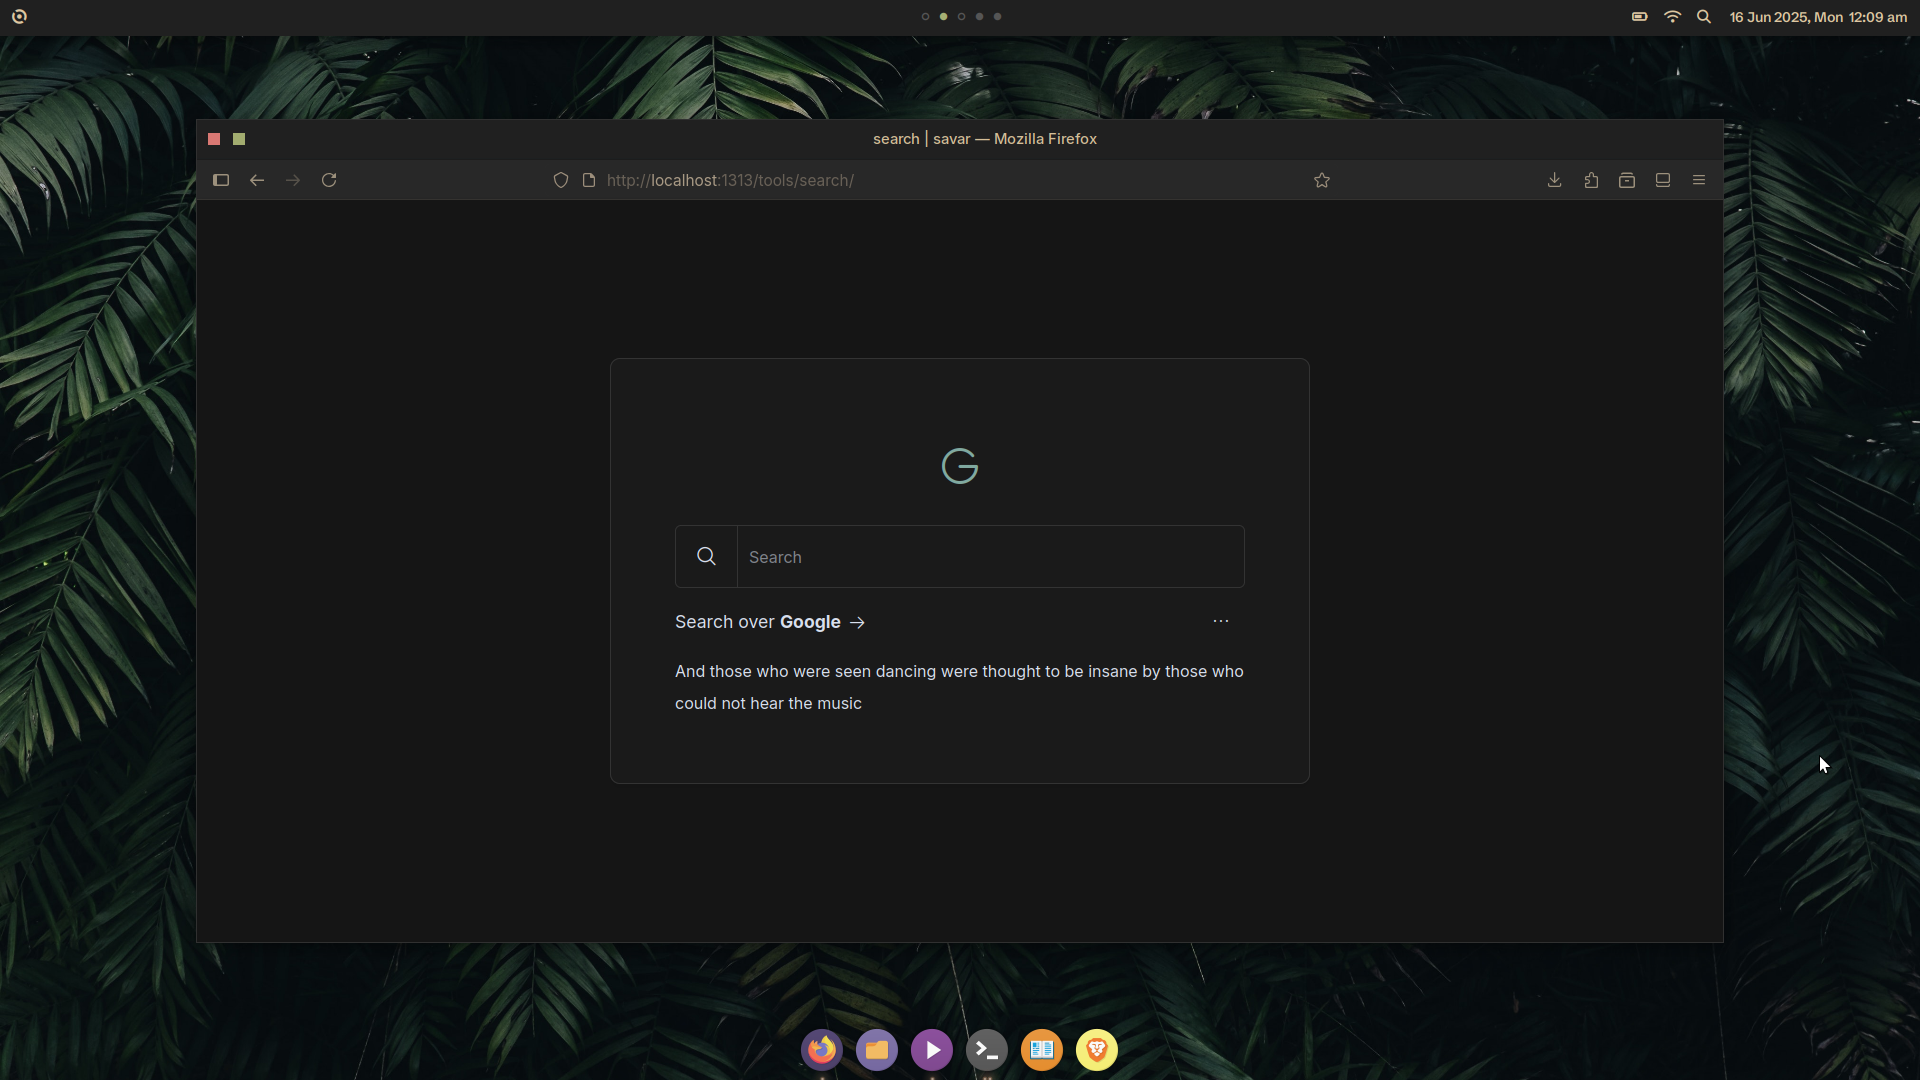 16 Jun 2025, Mon 12:09 am
search | savar — Mozilla Firefox
http://localhost:1313/tools/search/
Search
Search over Google →
And those who were seen dancing were thought to be insane by those who
could not hear the music